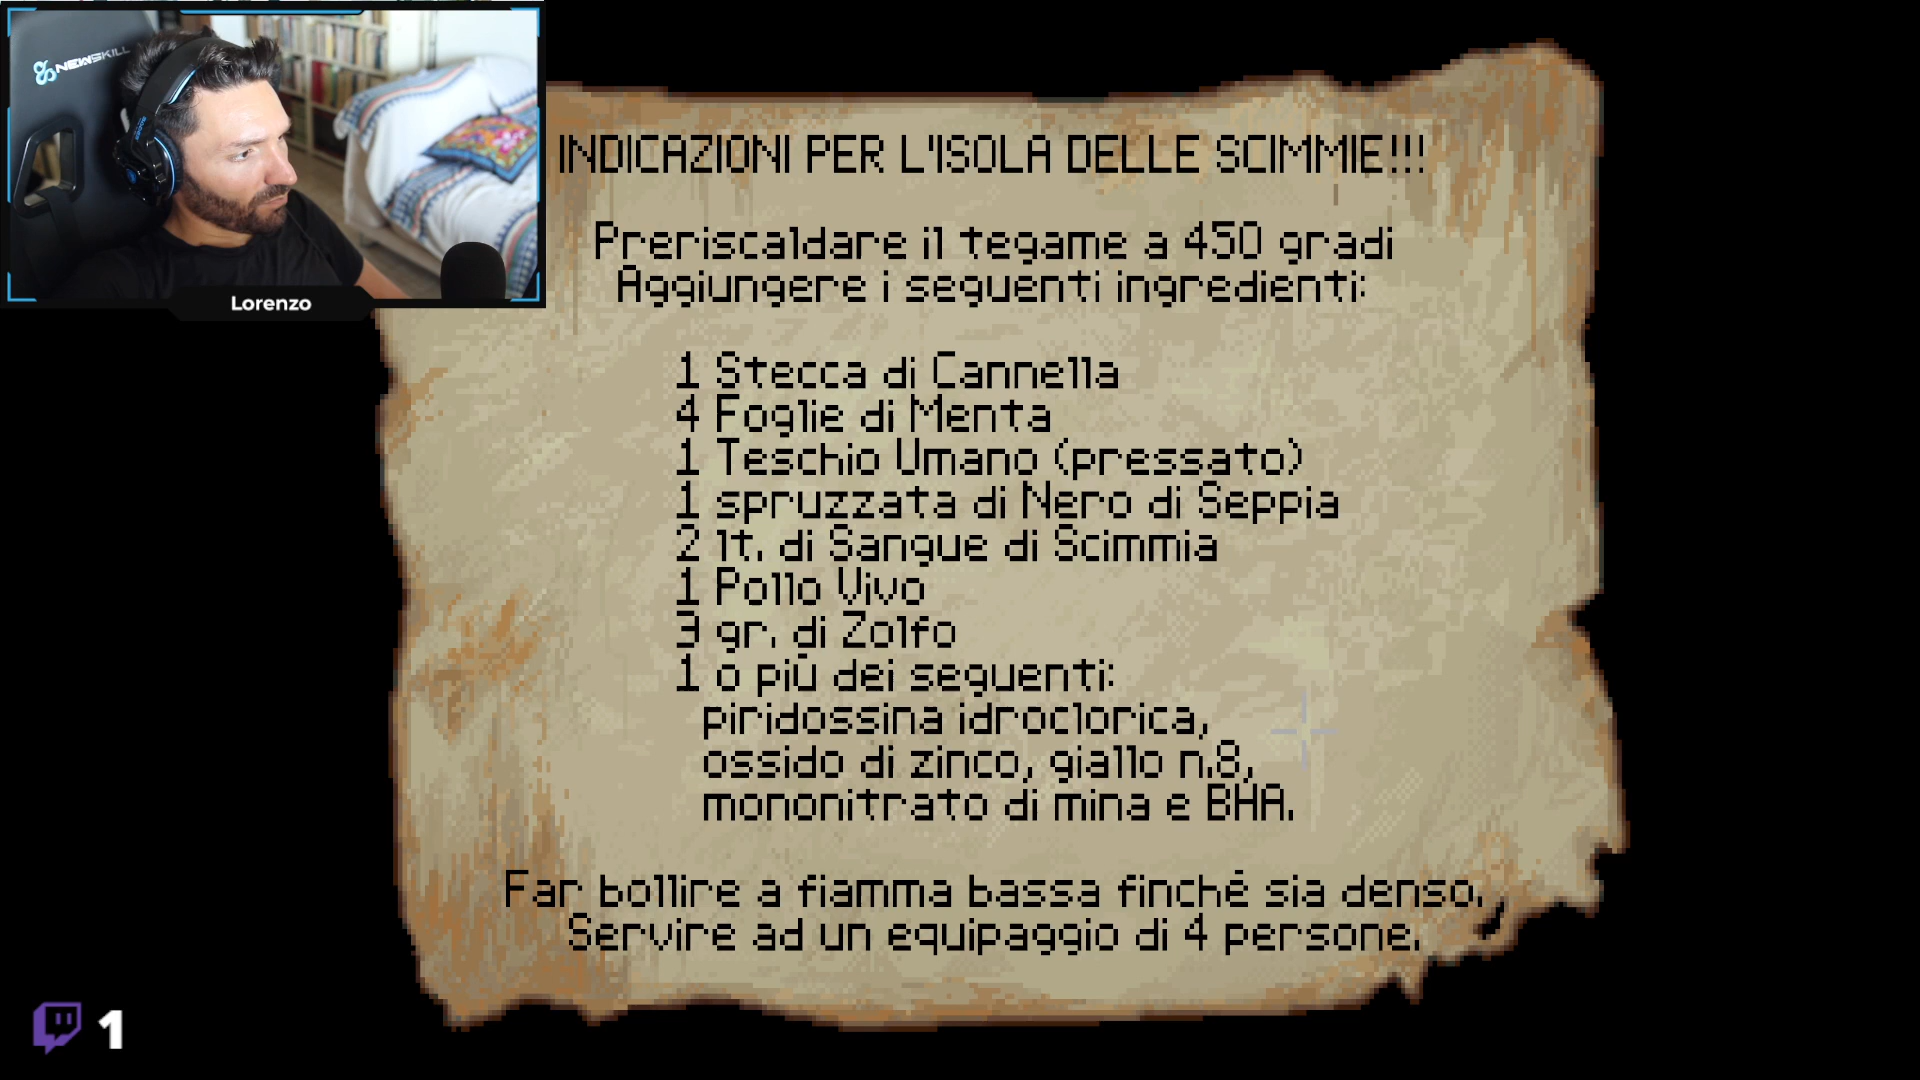 NEWSKILL
Lorenzo
INDICAZIONI PER L'ISOLA DELLE SCIMMIE!!!
Preriscaldare il tegame a 450 gradi
Aggiungere i seguenti ingredienti:
1 Stecca di Cannella
4 Foglie di Menta
1 Teschio Umano (pressato)
1 spruzzata di Nero di Seppia
2 lt. di Sangue di Scimmia
1 Pollo Vivo
3 gr. di Zolfo
1 o più dei seguenti:
piridossina idroclorica,
ossido di zinco, giallo n.8,
mononitrato di mina e BHA.
Far bollire a fiamma bassa finché sia denso.
Servire ad un equipaggio di 4 persone.
1